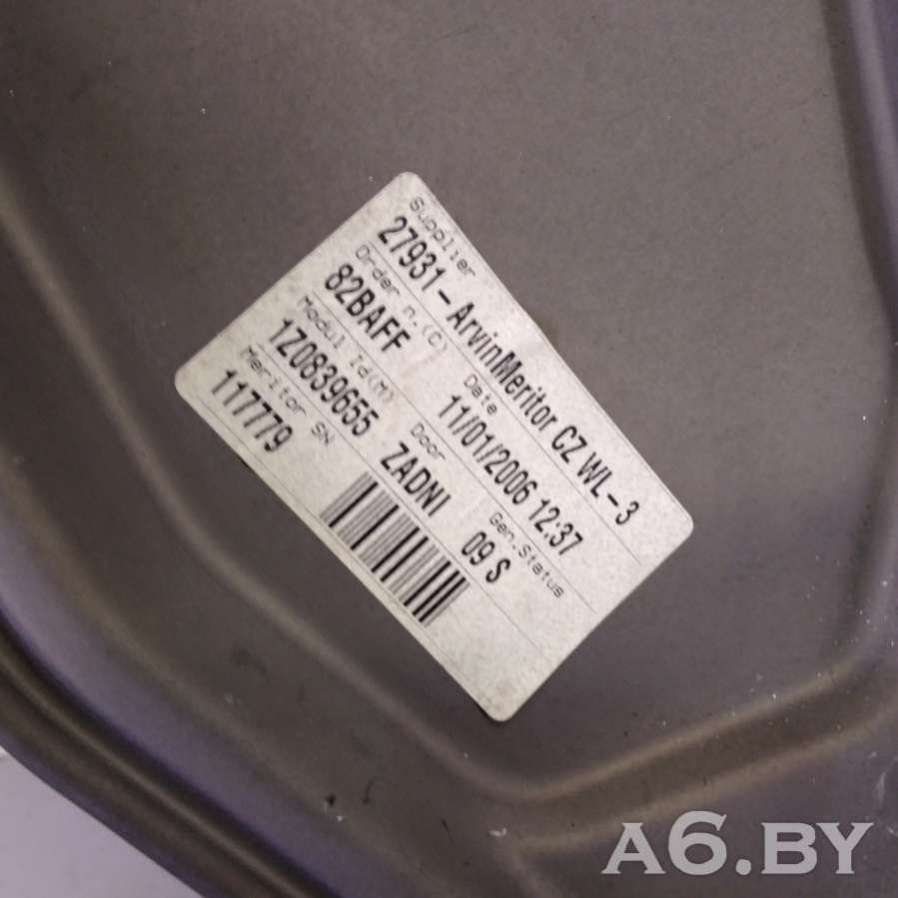 Supplier
27931-ArvinMeritor CZ WL-3
Order n.(C) Date
82BAFF 11/01/2006 12:37
Modul Id(M) Door Gen.Status
1Z0839655 ZADNI 09 S
Meritor SN
117779
A6.BY